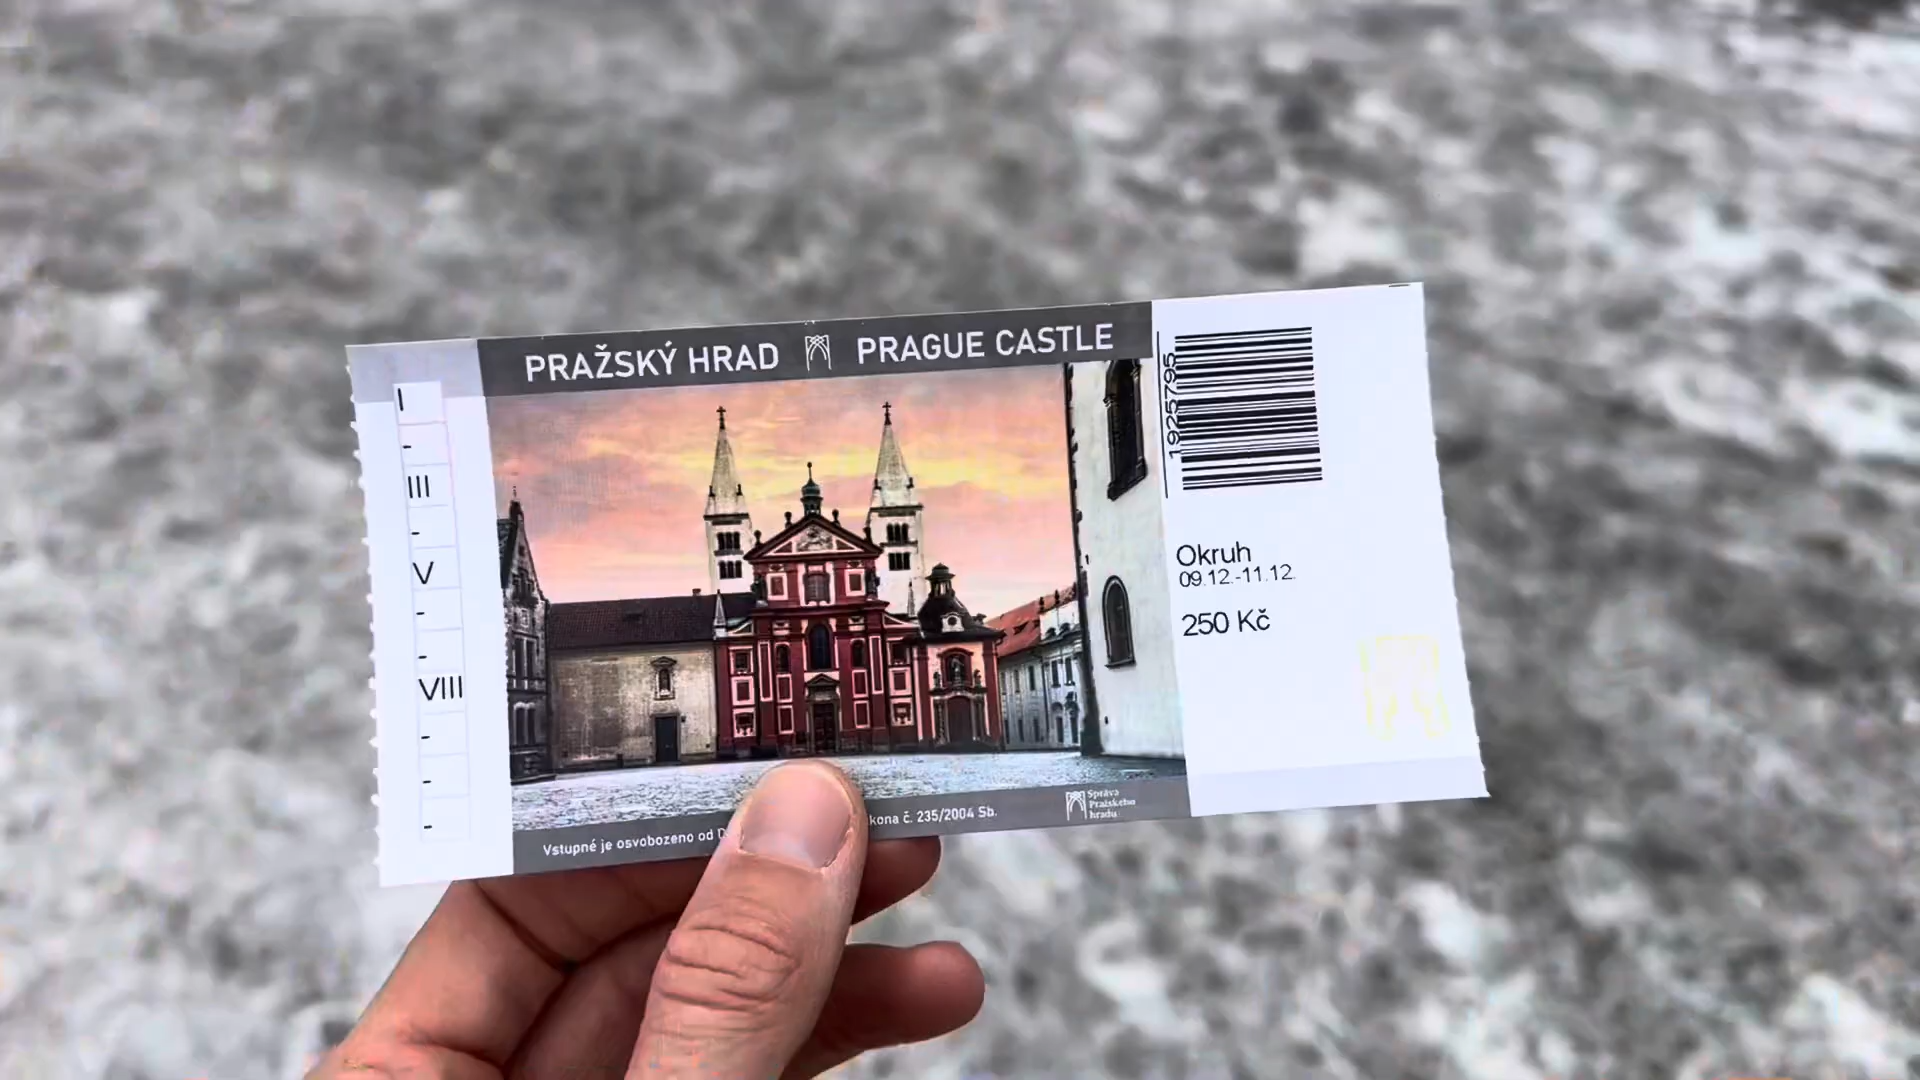 PRAŽSKÝ HRAD PRAGUE CASTLE
I
-
III
-
V
-
-
VIII
-
-
-
1925795
Okruh
09.12.-11.12.
250 Kč
Vstupné je osvobozeno od
kona č. 235/2004 Sb.
Správa
Pražského
hradu